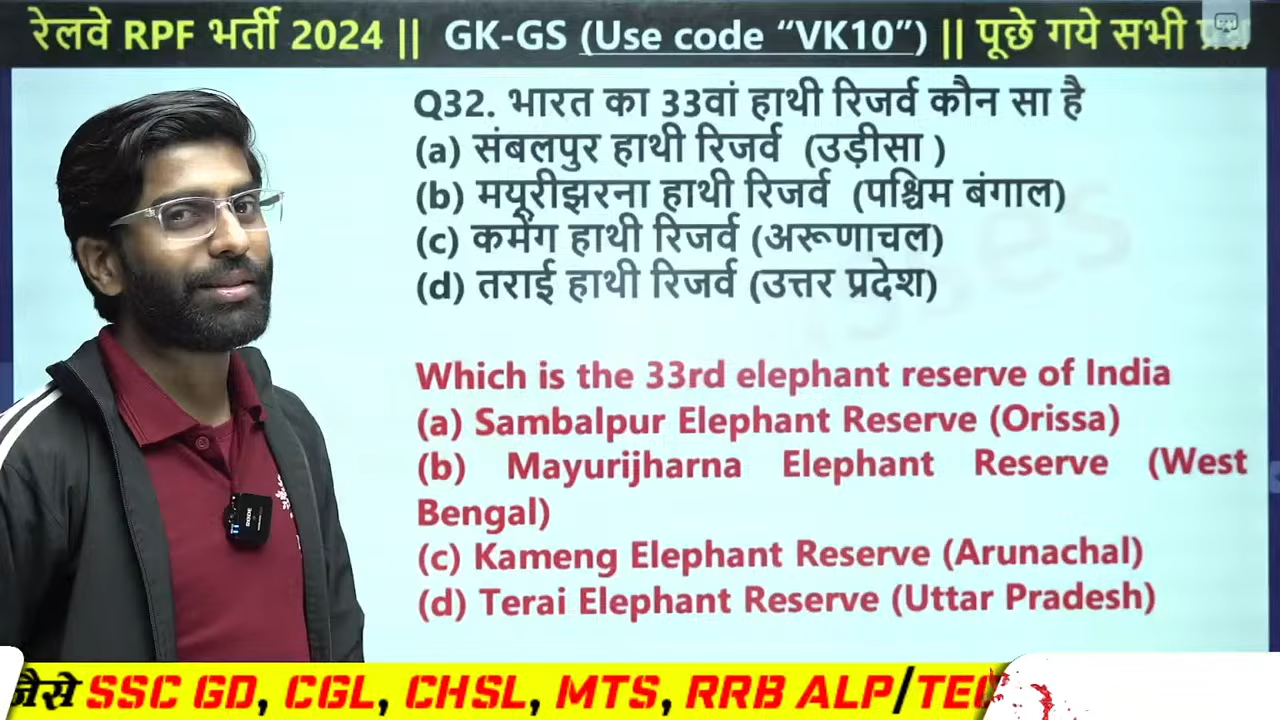 रेलवे RPF भर्ती 2024 || GK-GS (Use code “VK10”) || पूछे गये सभी
Q32. भारत का 33वां हाथी रिजर्व कौन सा है
(a) संबलपुर हाथी रिजर्व (उड़ीसा )
(b) मयूरीझरना हाथी रिजर्व (पश्चिम बंगाल)
(c) कमेंग हाथी रिजर्व (अरूणाचल)
(d) तराई हाथी रिजर्व (उत्तर प्रदेश)
Which is the 33rd elephant reserve of India
(a) Sambalpur Elephant Reserve (Orissa)
(b) Mayurijharna Elephant Reserve (West
Bengal)
(c) Kameng Elephant Reserve (Arunachal)
(d) Terai Elephant Reserve (Uttar Pradesh)
RODE
जैसे SSC GD, CGL, CHSL, MTS, RRB ALP/TEC